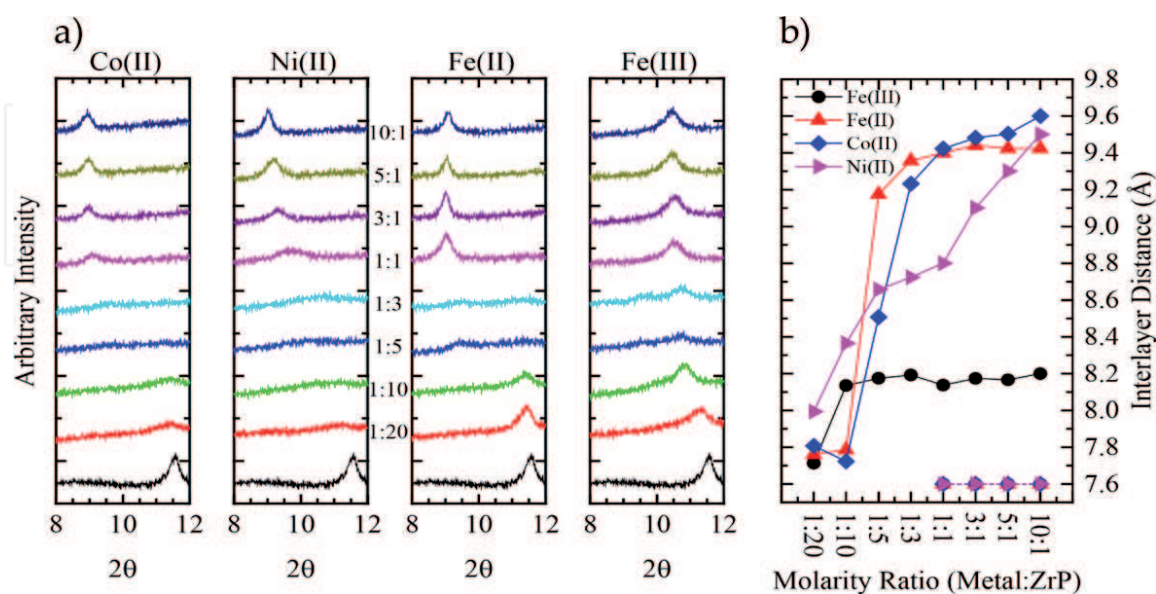 a)
Co(II) Ni(II) Fe(II) Fe(III)
Arbitrary Intensity
10:1
5:1
3:1
1:1
1:3
1:5
1:10
1:20
8 10 12 8 10 12 8 10 12 8 10 12
2θ 2θ 2θ 2θ
b)
Fe(III)
Fe(II)
Co(II)
Ni(II)
9.8
9.6
9.4
9.2
9.0
8.8
8.6
8.4
8.2
8.0
7.8
7.6
Interlayer Distance (Å)
1:20 1:10 1:5 1:3 1:1 3:1 5:1 10:1
Molarity Ratio (Metal:ZrP)